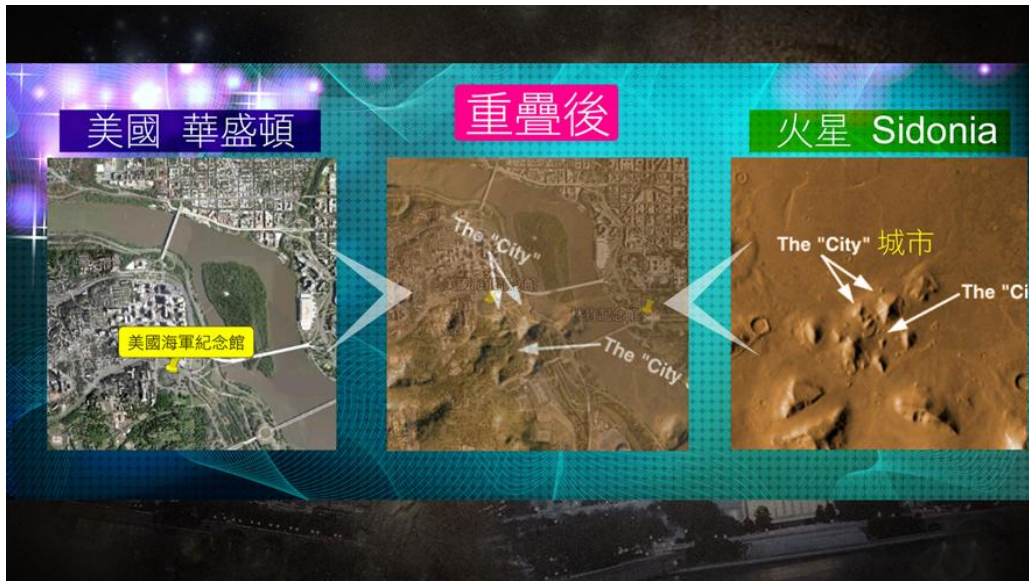 美國 華盛頓
重疊後
火星 Sidonia
美國海軍紀念館
The "City"
The "City
The "City" 城市
The "Ci